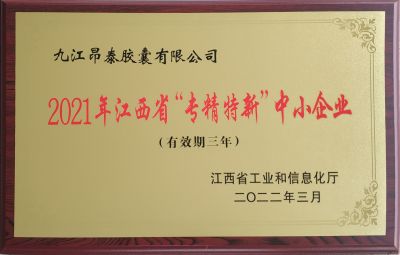 九江昂泰胶囊有限公司
2021年江西省“专精特新”中小企业
（有效期三年）
江西省工业和信息化厅
二〇二二年三月